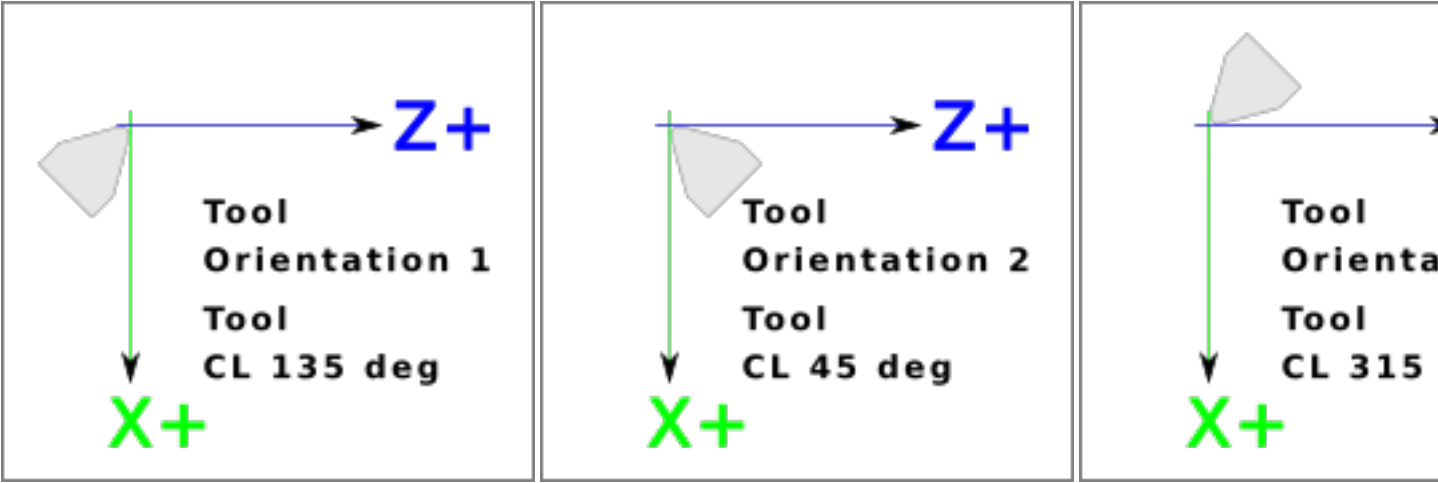 Z+
Tool
Orientation 1
Tool
CL 135 deg
X+
Z+
Tool
Orientation 2
Tool
CL 45 deg
X+
Tool
Tool
CL 315
X+